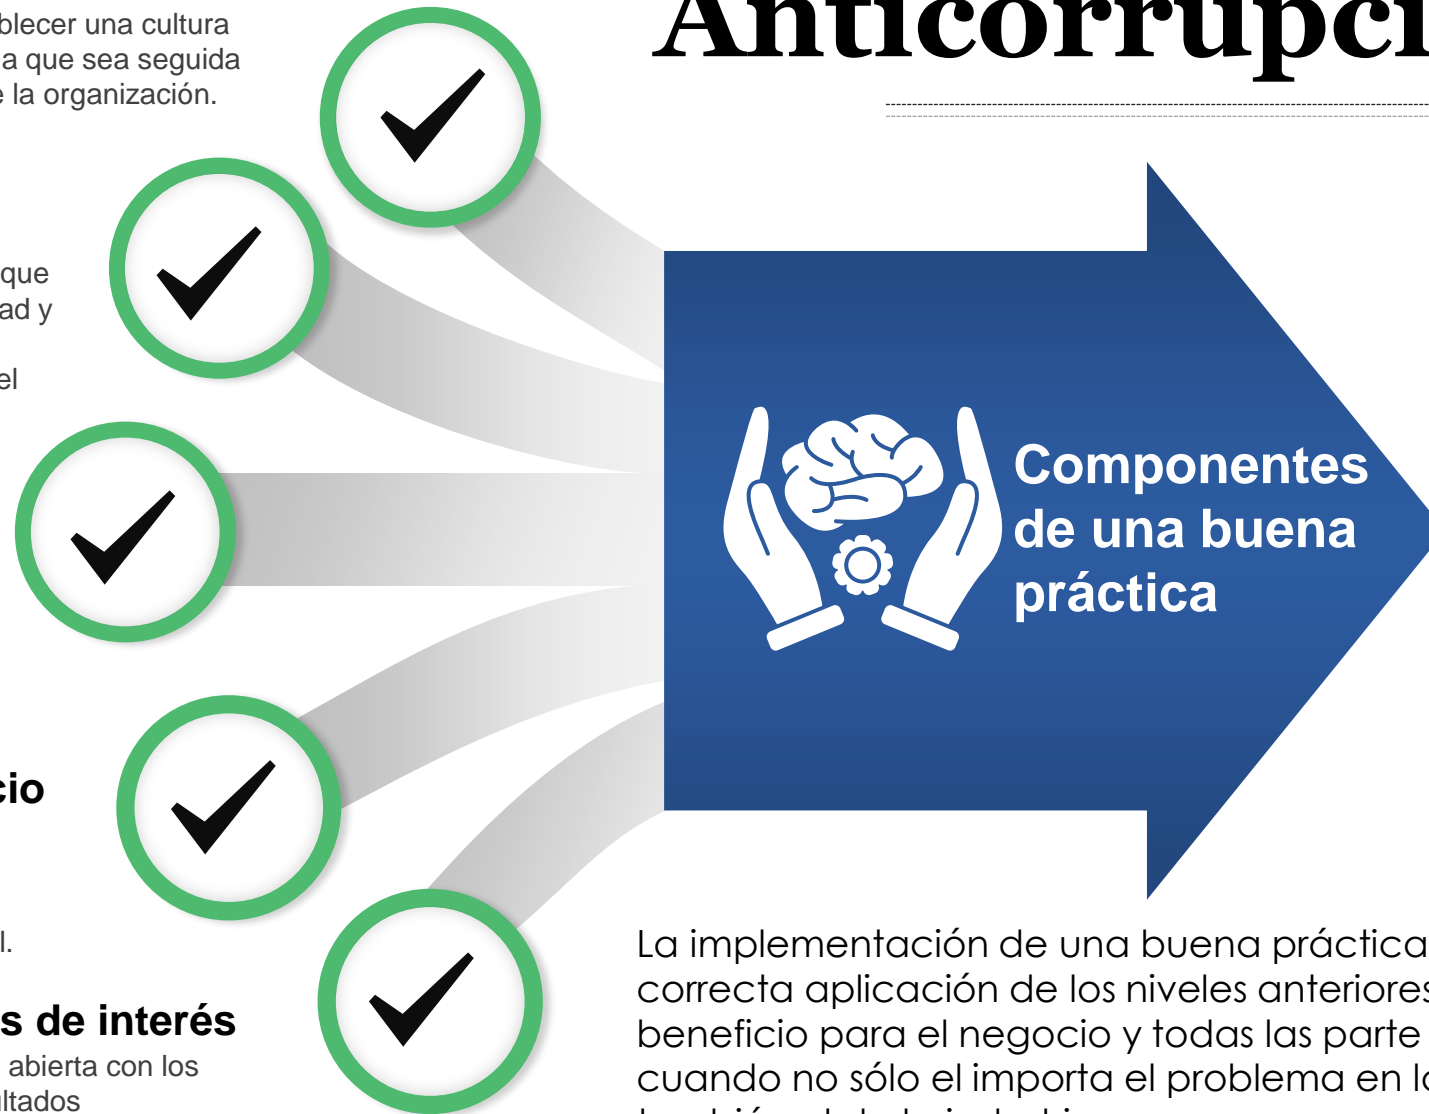 blecer una cultura
a que sea seguida
e la organización.
que
ad y
el
cio
l.
s de interés
abierta con los
ultados
Anticorrupci
Componentes
de una buena
práctica
La implementación de una buena práctica
correcta aplicación de los niveles anteriores
beneficio para el negocio y todas las parte
cuando no sólo el importa el problema en la